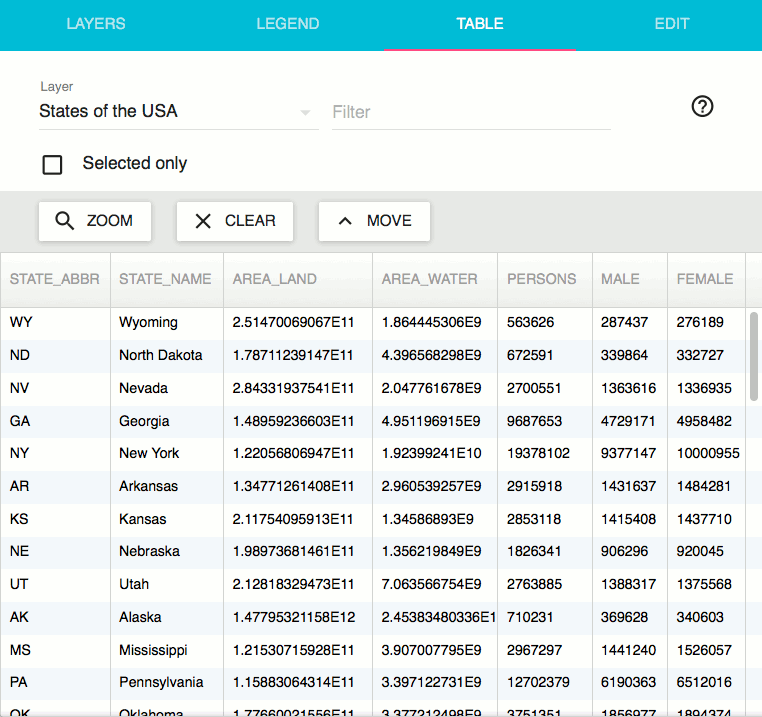 LAYERS LEGEND TABLE EDIT
Layer
States of the USA Filter
Selected only
ZOOM CLEAR MOVE
STATE_ABBR STATE_NAME AREA_LAND AREA_WATER PERSONS MALE FEMALE
WY Wyoming 2.51470069067E11 1.864445306E9 563626 287437 276189
ND North Dakota 1.78711239147E11 4.396568298E9 672591 339864 332727
NV Nevada 2.84331937541E11 2.047761678E9 2700551 1363616 1336935
GA Georgia 1.48959236603E11 4.951196915E9 9687653 4729171 4958482
NY New York 1.22056806947E11 1.92399241E10 19378102 9377147 10000955
AR Arkansas 1.34771261408E11 2.960539257E9 2915918 1431637 1484281
KS Kansas 2.11754095913E11 1.34586893E9 2853118 1415408 1437710
NE Nebraska 1.98973681461E11 1.356219849E9 1826341 906296 920045
UT Utah 2.12818329473E11 7.063566754E9 2763885 1388317 1375568
AK Alaska 1.47795321158E12 2.45383480336E1 710231 369628 340603
MS Mississippi 1.21530715928E11 3.907007795E9 2967297 1441240 1526057
PA Pennsylvania 1.15883064314E11 3.397122731E9 12702379 6190363 6512016
OK Oklahoma 1.77660021556E11 3.377212498E9 3751351 1856977 1894374